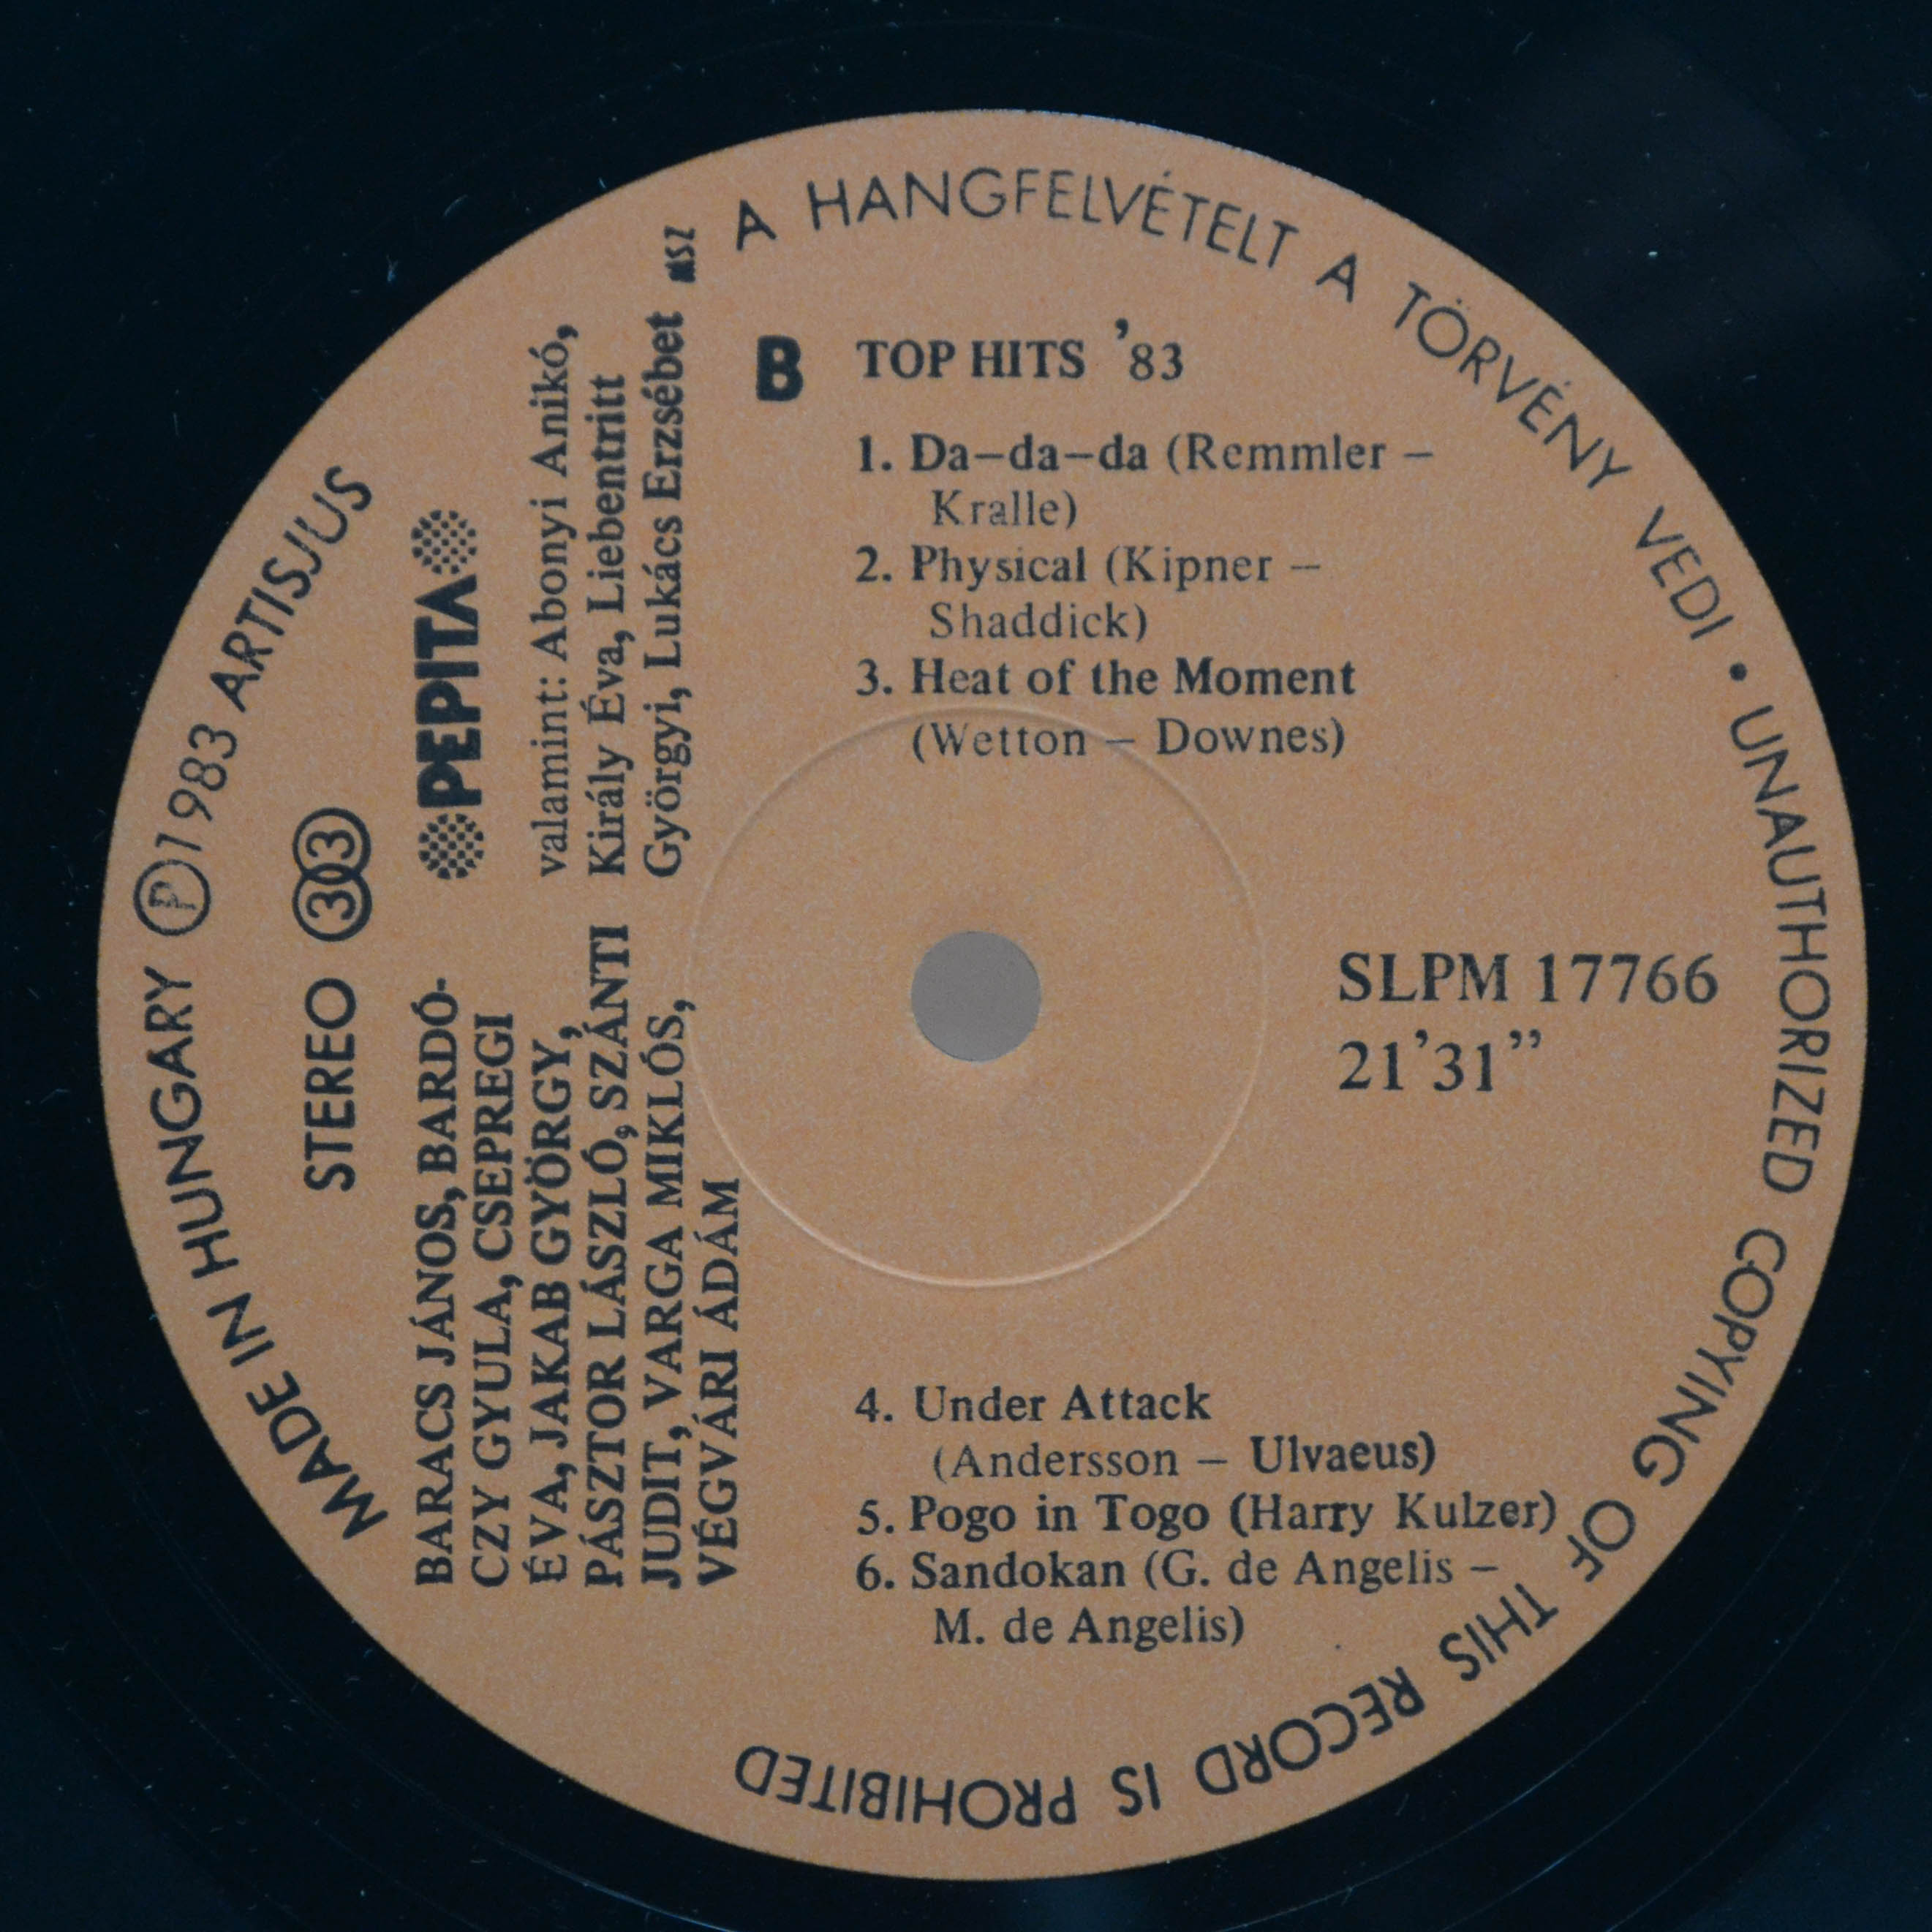 A HANGFELVÉTELT A TÖRVÉNY VEDI • UNAUTHORIZED COPYING OF THIS RECORD IS PROHIBITED
MADE IN HUNGARY Ⓟ1983 ARTISJUS
STEREO 33
PEPITA
BARACS JÁNOS, BARDÓ-
CZY GYULA, CSEPREGI
ÉVA, JAKAB GYÖRGY,
PÁSZTOR LÁSZLÓ, SZÁNTI
JUDIT, VARGA MIKLÓS,
VÉGVÁRI ÁDÁM
valamint: Abonyi Anikó,
Király Éva, Liebentritt
Györgyi, Lukács Erzsébet MSZ
B TOP HITS '83
1. Da–da–da (Remmler –
Kralle)
2. Physical (Kipner –
Shaddick)
3. Heat of the Moment
(Wetton – Downes)
SLPM 17766
21'31”
4. Under Attack
(Andersson – Ulvaeus)
5. Pogo in Togo (Harry Kulzer)
6. Sandokan (G. de Angelis –
M. de Angelis)